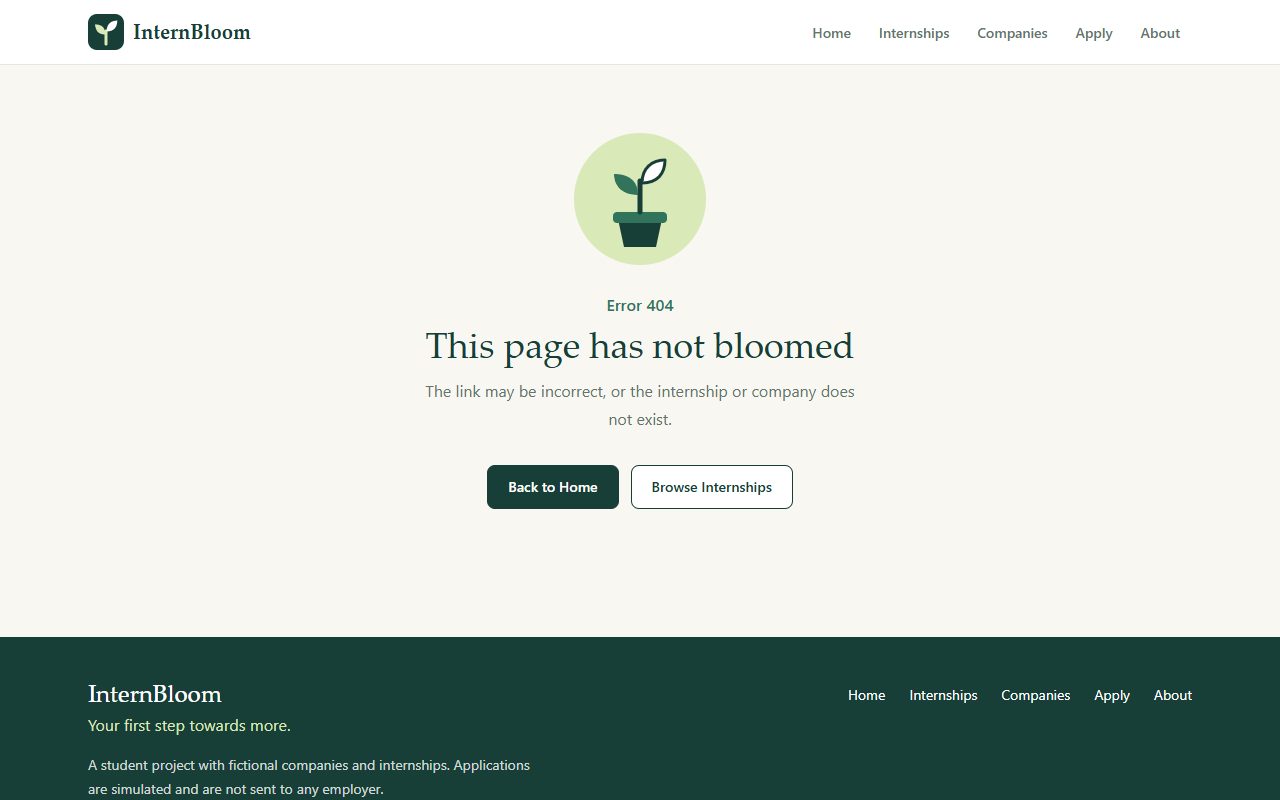 InternBloom
Home Internships Companies Apply About
Error 404
This page has not bloomed
The link may be incorrect, or the internship or company does
not exist.
Back to Home Browse Internships
InternBloom
Home Internships Companies Apply About
Your first step towards more.
A student project with fictional companies and internships. Applications
are simulated and are not sent to any employer.